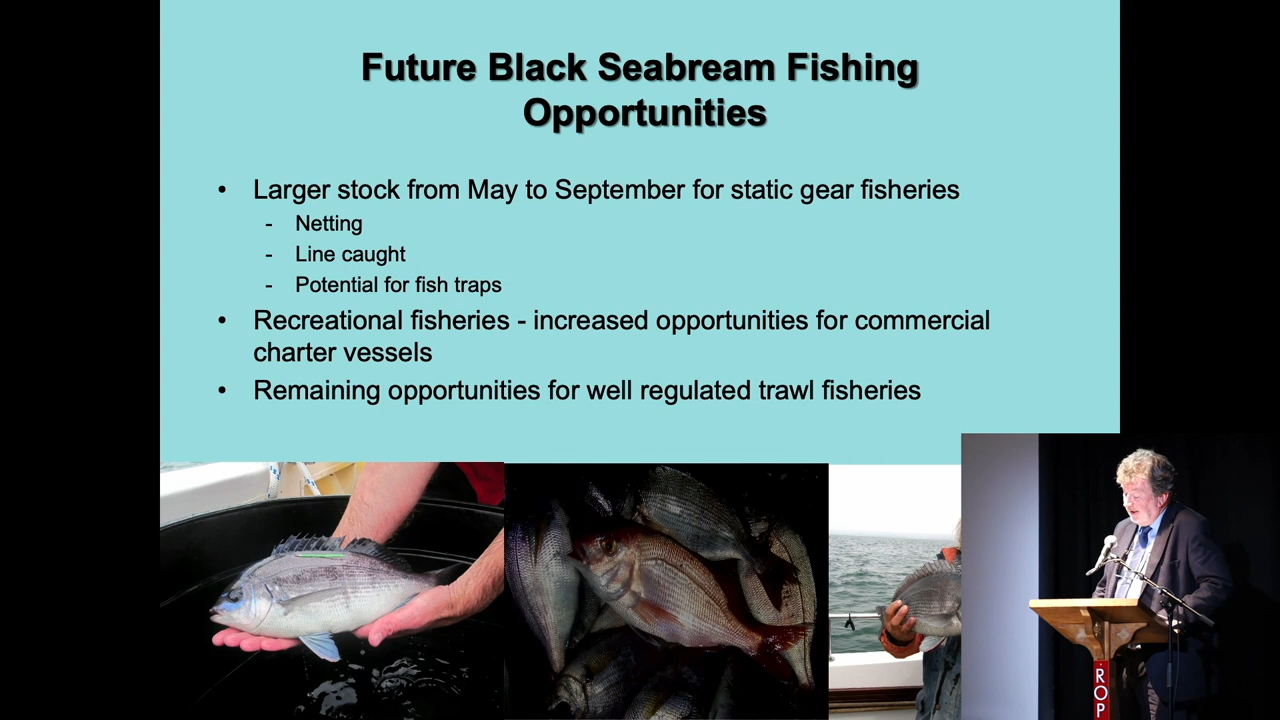 Future Black Seabream Fishing
Opportunities
• Larger stock from May to September for static gear fisheries
- Netting
- Line caught
- Potential for fish traps
• Recreational fisheries - increased opportunities for commercial
charter vessels
• Remaining opportunities for well regulated trawl fisheries
ROP